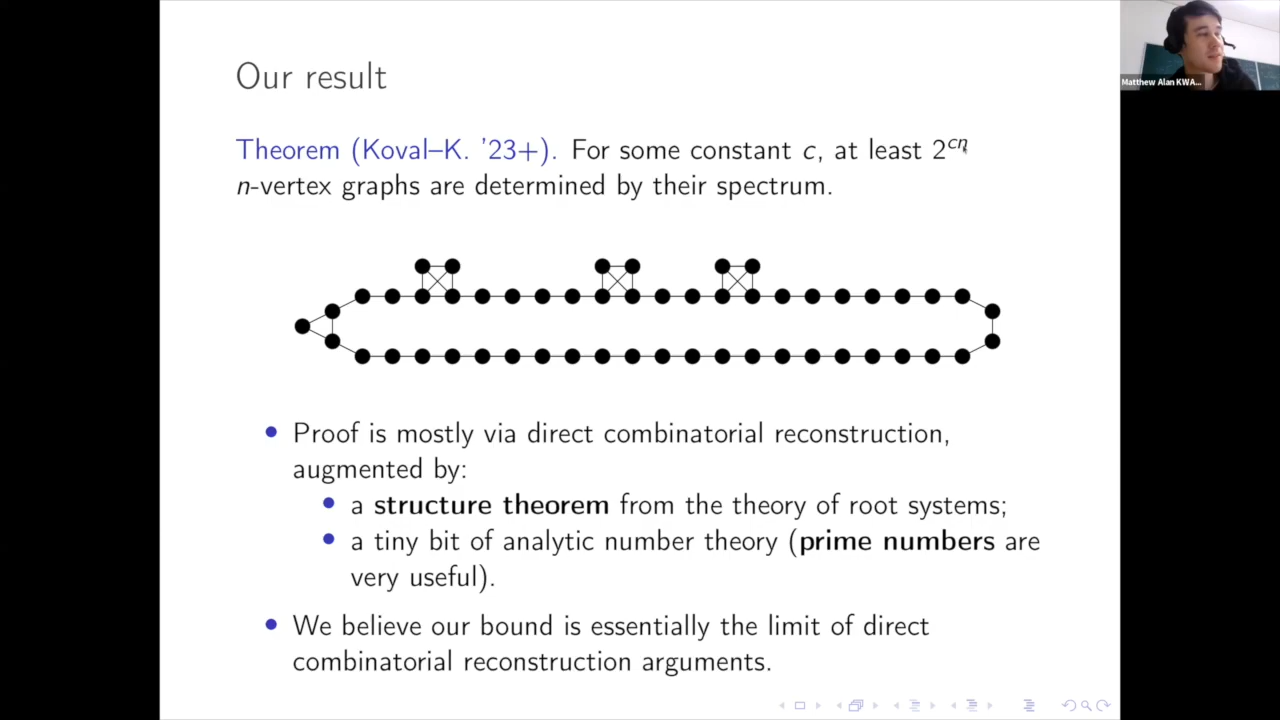 Our result
Theorem (Koval–K. '23+). For some constant c, at least 2^{cn}
n-vertex graphs are determined by their spectrum.
• Proof is mostly via direct combinatorial reconstruction,
augmented by:
• a structure theorem from the theory of root systems;
• a tiny bit of analytic number theory (prime numbers are
very useful).
• We believe our bound is essentially the limit of direct
combinatorial reconstruction arguments.
Matthew Alan KWA...